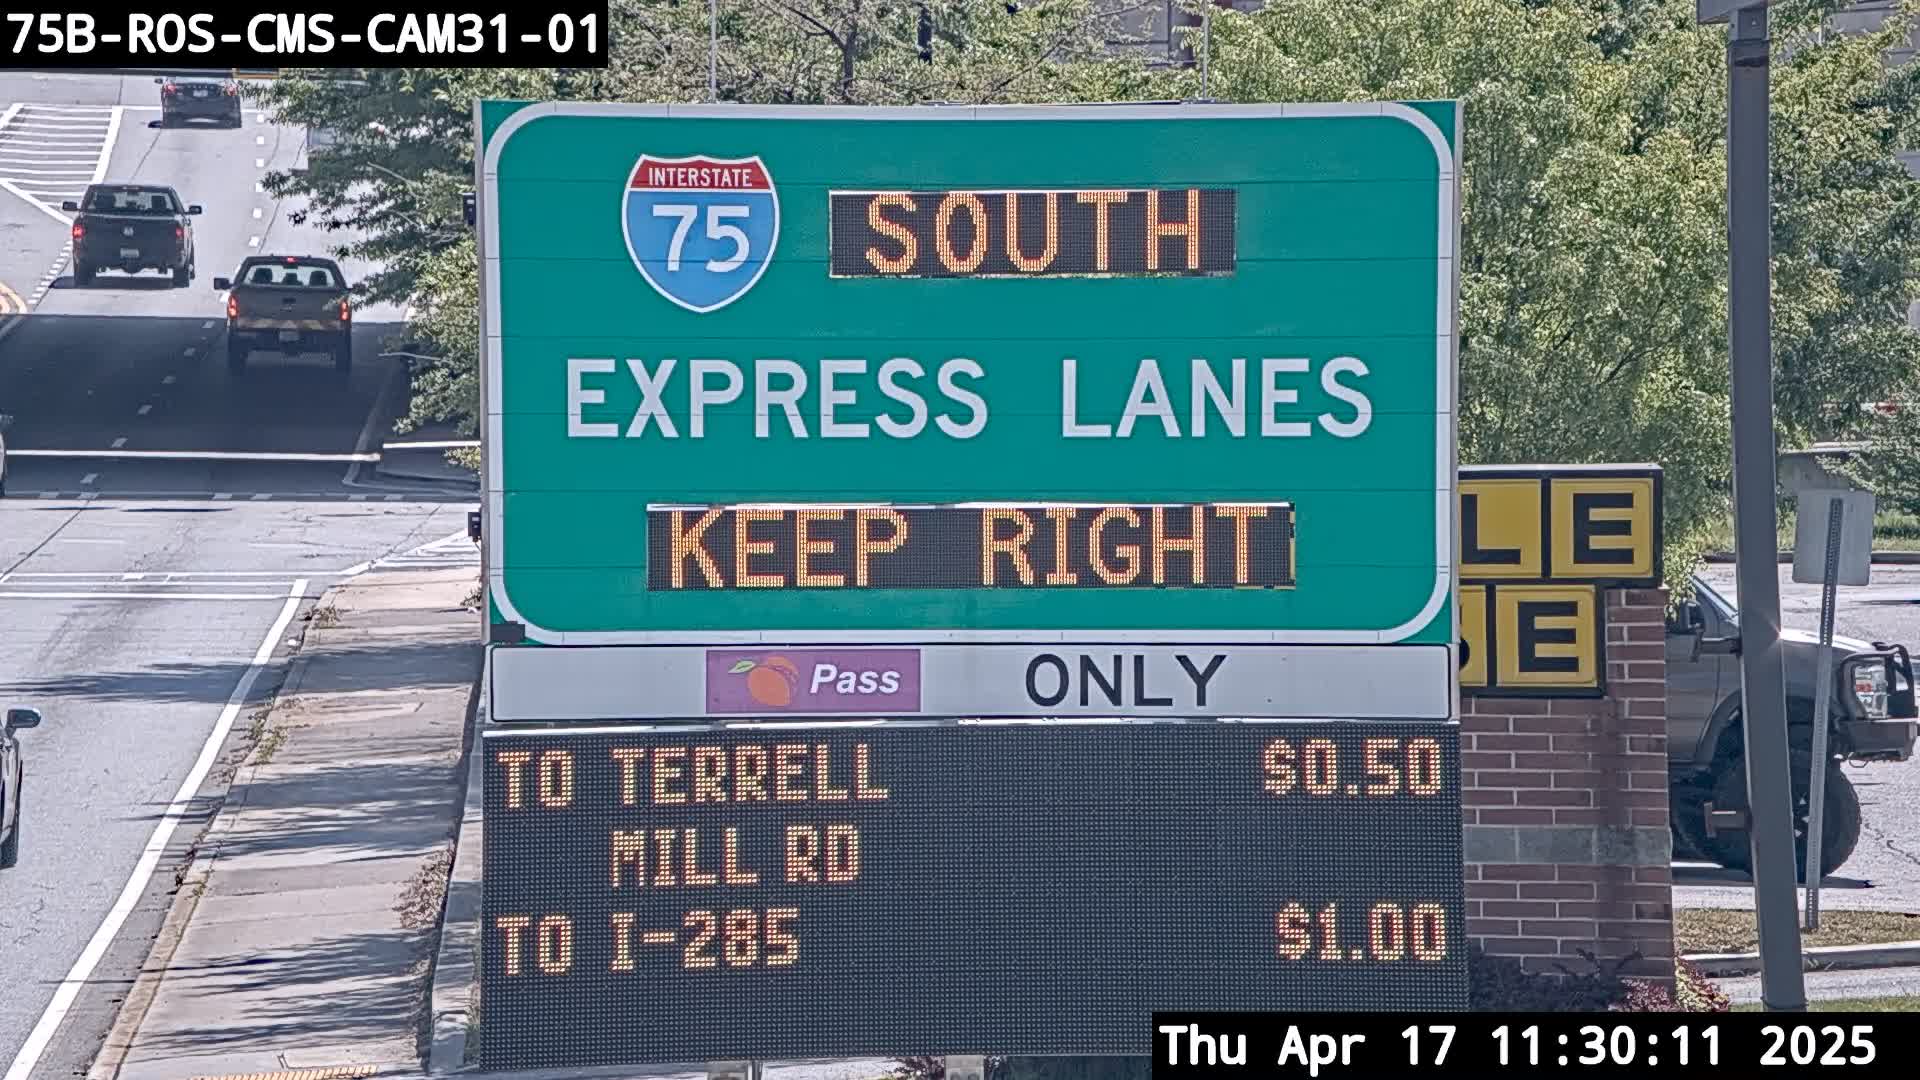 75B-ROS-CMS-CAM31-01
INTERSTATE
75
SOUTH
EXPRESS LANES
KEEP RIGHT
Pass ONLY
TO TERRELL $0.50
MILL RD
TO I-285 $1.00
LE
E
Thu Apr 17 11:30:11 2025